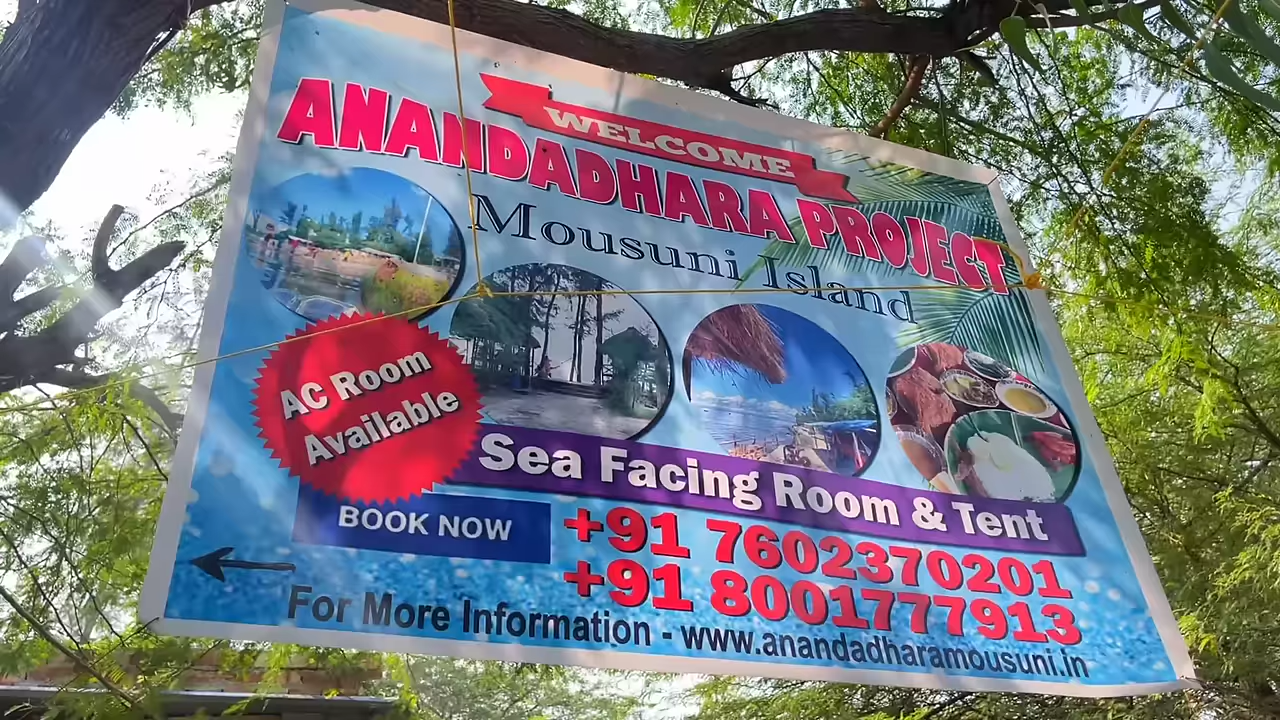 WELCOME
ANANDADHARA PROJECT
Mousuni Island
AC Room
Available
Sea Facing Room & Tent
BOOK NOW
+91 7602370201
+91 8001777913
For More Information - www.anandadharamousuni.in